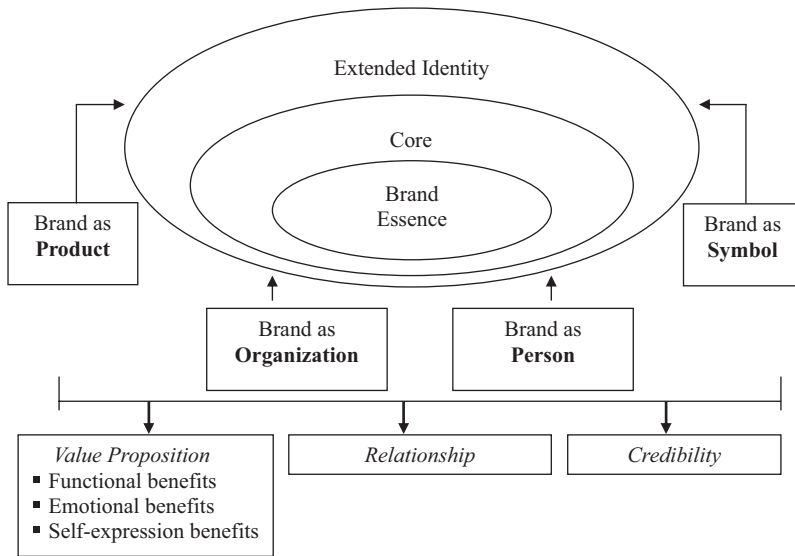 Extended Identity
Core
Brand
Essence
Brand as
Product
Brand as
Symbol
Brand as
Organization
Brand as
Person
Value Proposition
▪ Functional benefits
▪ Emotional benefits
▪ Self-expression benefits
Relationship
Credibility